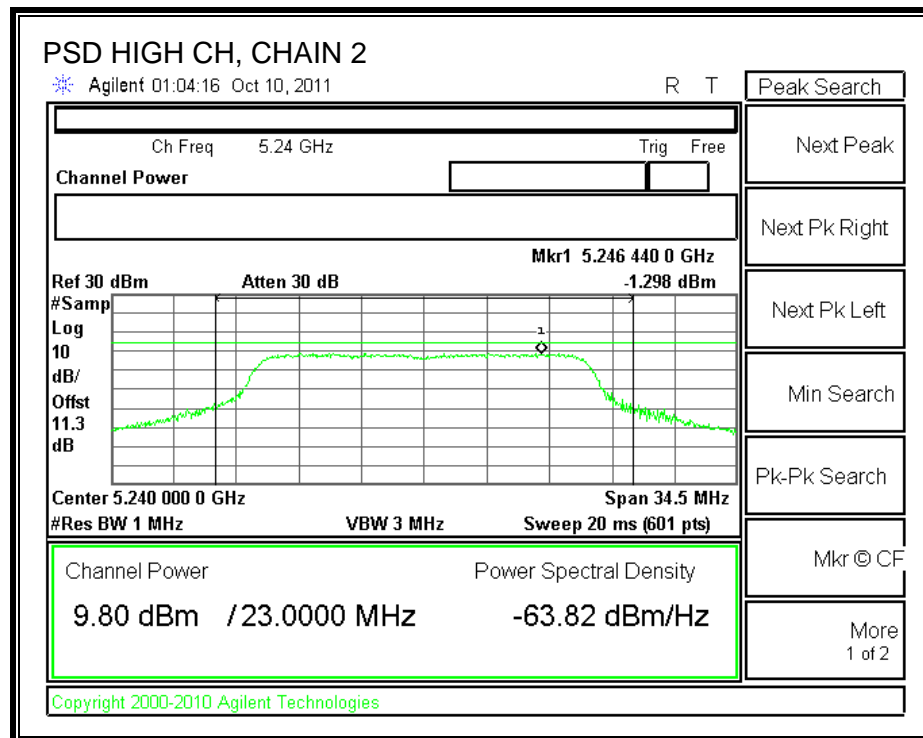 PSD HIGH CH, CHAIN 2
Agilent 01:04:16 Oct 10, 2011 R T
Peak Search
Ch Freq 5.24 GHz Trig Free
Channel Power
Next Peak
Next Pk Right
Mkr1 5.246 440 0 GHz
Ref 30 dBm Atten 30 dB -1.298 dBm
#Samp
Log
10
dB/
Offst
11.3
dB
1
Next Pk Left
Min Search
Pk-Pk Search
Center 5.240 000 0 GHz Span 34.5 MHz
#Res BW 1 MHz VBW 3 MHz Sweep 20 ms (601 pts)
Channel Power Power Spectral Density
9.80 dBm / 23.0000 MHz -63.82 dBm/Hz
Mkr © CF
More
1 of 2
Copyright 2000-2010 Agilent Technologies